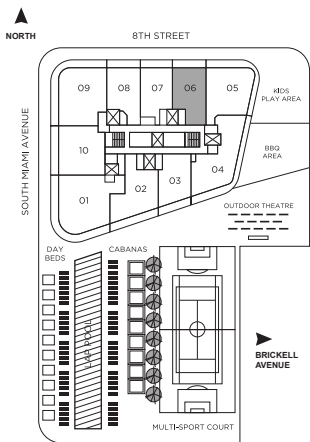 NORTH
8TH STREET
SOUTH MIAMI AVENUE
09
08
07
06
05
KIDS
PLAY AREA
10
BBQ
AREA
04
03
02
01
OUTDOOR THEATRE
DAY
BEDS
CABANAS
LAP POOL
BRICKELL
AVENUE
MULTI-SPORT COURT